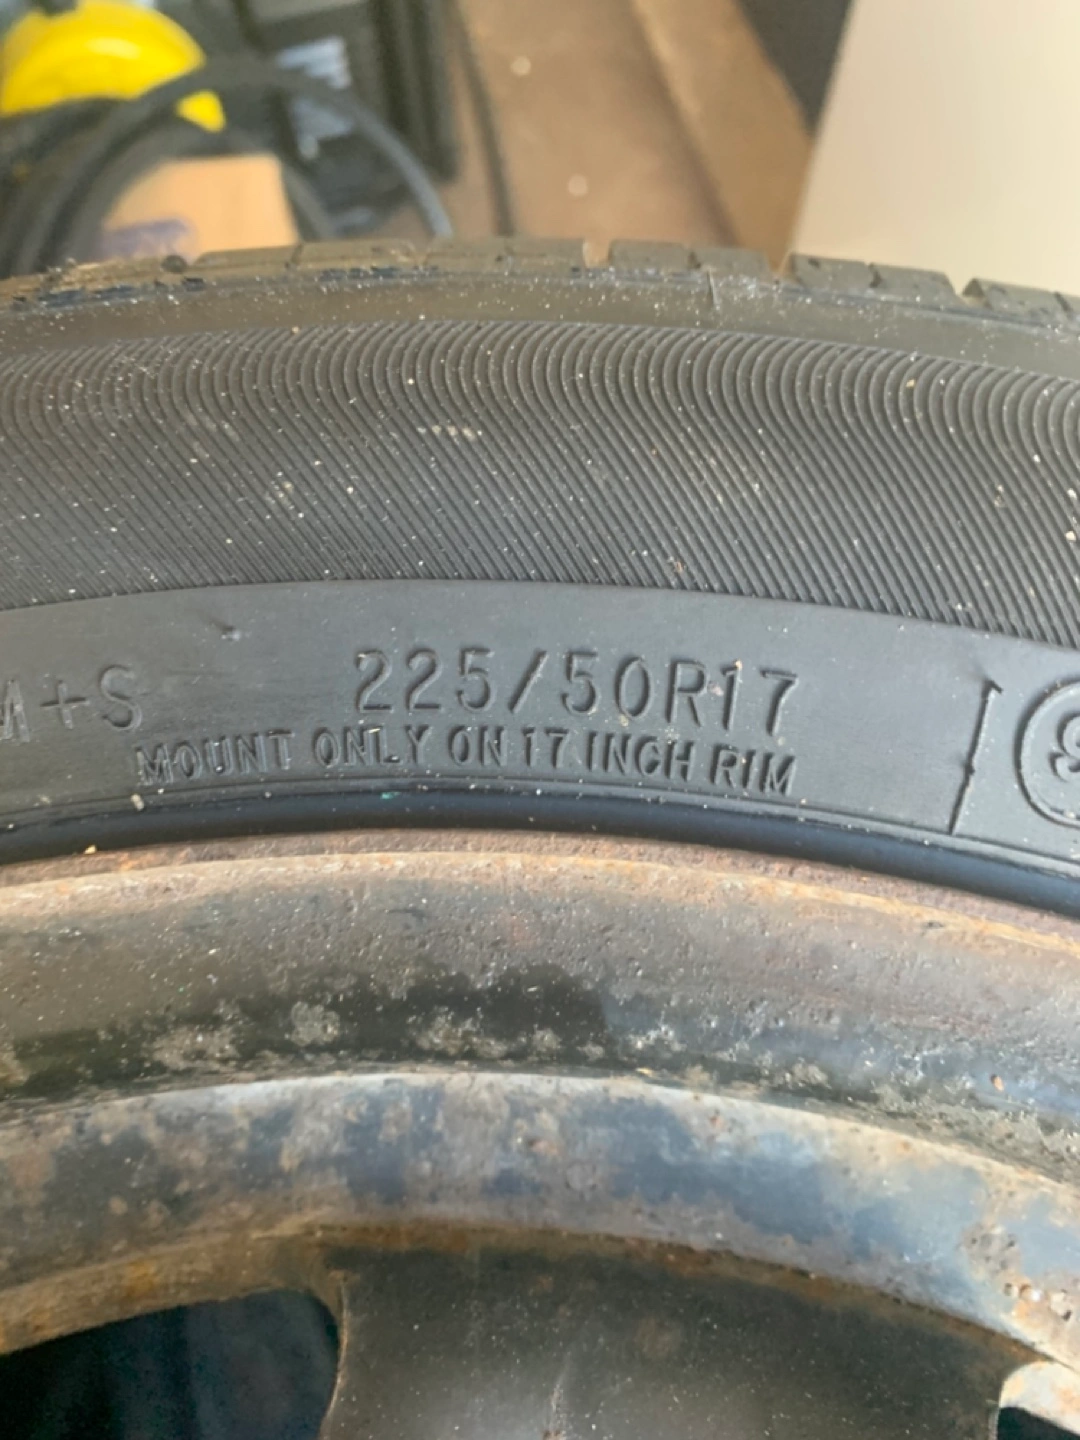 M+S 225/50R17
MOUNT ONLY ON 17 INCH RIM